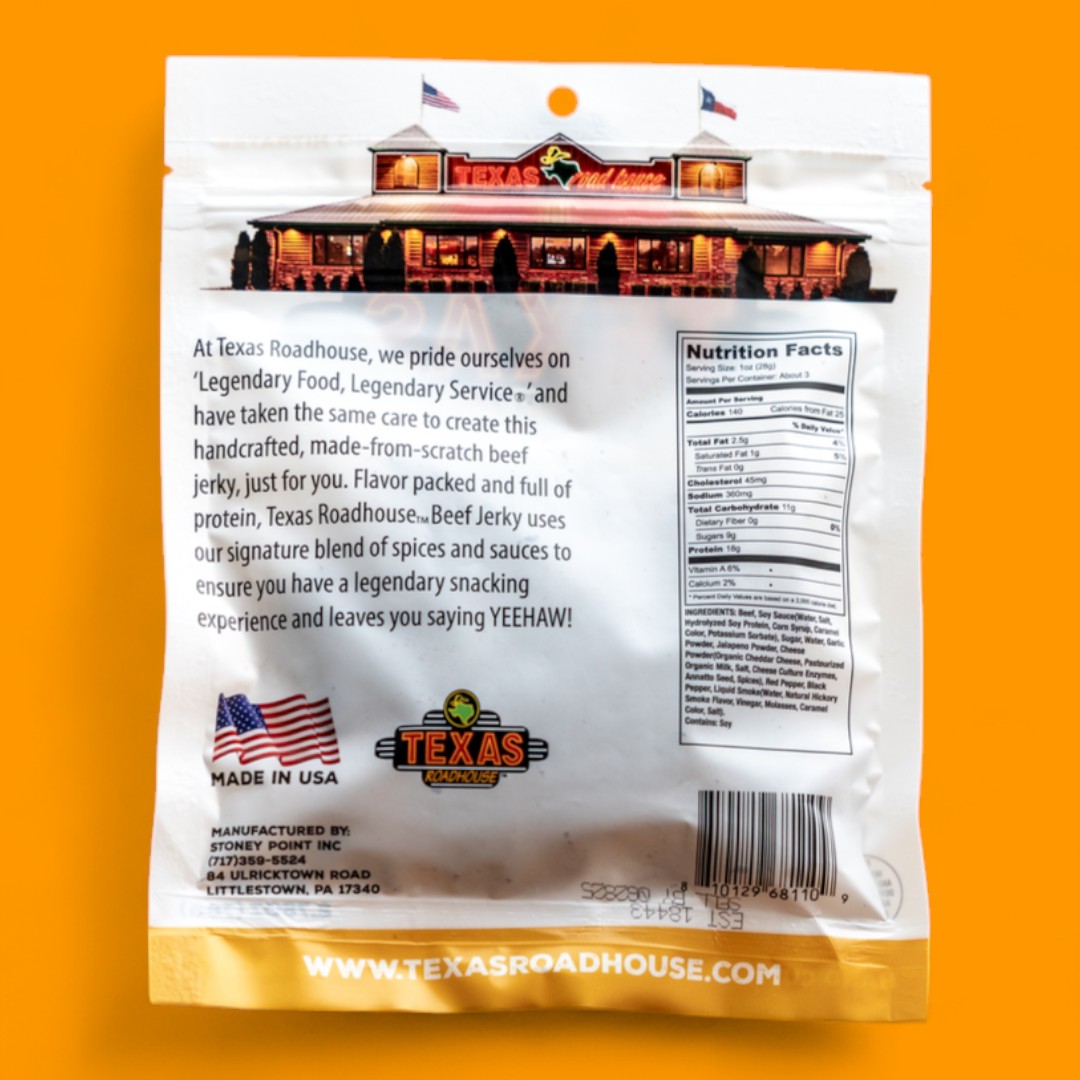 TEXAS road house
At Texas Roadhouse, we pride ourselves on
'Legendary Food, Legendary Service®' and
have taken the same care to create this
handcrafted, made-from-scratch beef
jerky, just for you. Flavor packed and full of
protein, Texas Roadhouse™ Beef Jerky uses
our signature blend of spices and sauces to
ensure you have a legendary snacking
experience and leaves you saying YEEHAW!
Nutrition Facts
Serving Size: 1oz (28g)
Servings Per Container: About 3
Amount Per Serving
Calories 140 Calories from Fat 25
% Daily Value*
Total Fat 2.5g 4%
Saturated Fat 1g 5%
Trans Fat 0g
Cholesterol 45mg
Sodium 360mg
Total Carbohydrate 11g
Dietary Fiber 0g 0%
Sugars 9g
Protein 18g
Vitamin A 6% •
Calcium 2% •
* Percent Daily Values are based on a 2,000 calorie diet.
INGREDIENTS: Beef, Soy Sauce(Water, Salt,
Hydrolyzed Soy Protein, Corn Syrup, Caramel
Color, Potassium Sorbate), Sugar, Water, Garlic
Powder, Jalapeno Powder, Cheese
Powder(Organic Cheddar Cheese, Pasteurized
Organic Milk, Salt, Cheese Culture Enzymes,
Annatto Seed, Spices), Red Pepper, Black
Pepper, Liquid Smoke(Water, Natural Hickory
Smoke Flavor, Vinegar, Molasses, Caramel
Color, Salt).
Contains: Soy
MADE IN USA
TEXAS
ROADHOUSE™
MANUFACTURED BY:
STONEY POINT INC
(717)359-5524
84 ULRICKTOWN ROAD
LITTLESTOWN, PA 17340
8 10129 68110 9
EST 18443
SELL BY 080825
WWW.TEXASROADHOUSE.COM